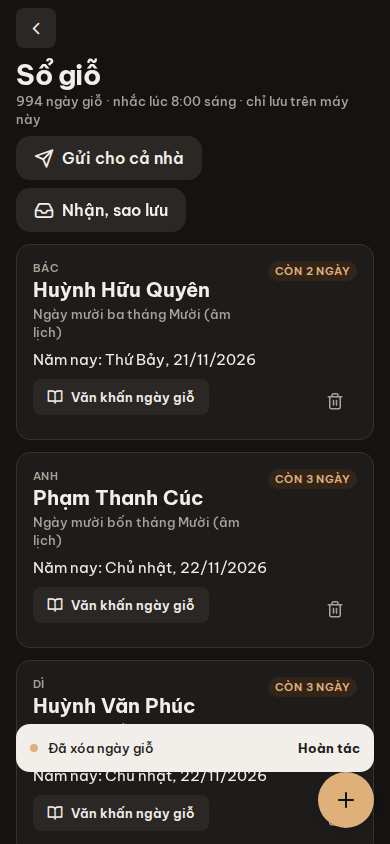 Sổ giỗ
994 ngày giỗ · nhắc lúc 8:00 sáng · chỉ lưu trên máy
này
Gửi cho cả nhà
Nhận, sao lưu
BÁC
CÒN 2 NGÀY
Huỳnh Hữu Quyên
Ngày mười ba tháng Mười (âm
lịch)
Năm nay: Thứ Bảy, 21/11/2026
Văn khấn ngày giỗ
ANH
CÒN 3 NGÀY
Phạm Thanh Cúc
Ngày mười bốn tháng Mười (âm
lịch)
Năm nay: Chủ nhật, 22/11/2026
Văn khấn ngày giỗ
DÌ
CÒN 3 NGÀY
Huỳnh Văn Phúc
Đã xóa ngày giỗ
Hoàn tác
Năm nay: Chủ nhật, 22/11/2026
Văn khấn ngày giỗ